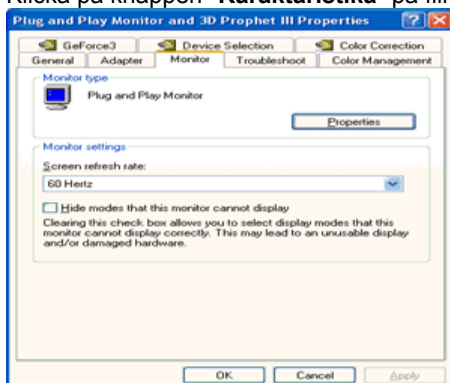 Klicka på knappen "Karaktäristika" på fli
Plug and Play Monitor and 3D Prophet III Properties
GeForce3 Device Selection Color Correction
General Adapter Monitor Troubleshoot Color Management
Monitor type
Plug and Play Monitor
Properties
Monitor settings
Screen refresh rate:
60 Hertz
Hide modes that this monitor cannot display
Clearing this check box allows you to select display modes that this
monitor cannot display correctly. This may lead to an unusable display
and/or damaged hardware.
OK Cancel Apply